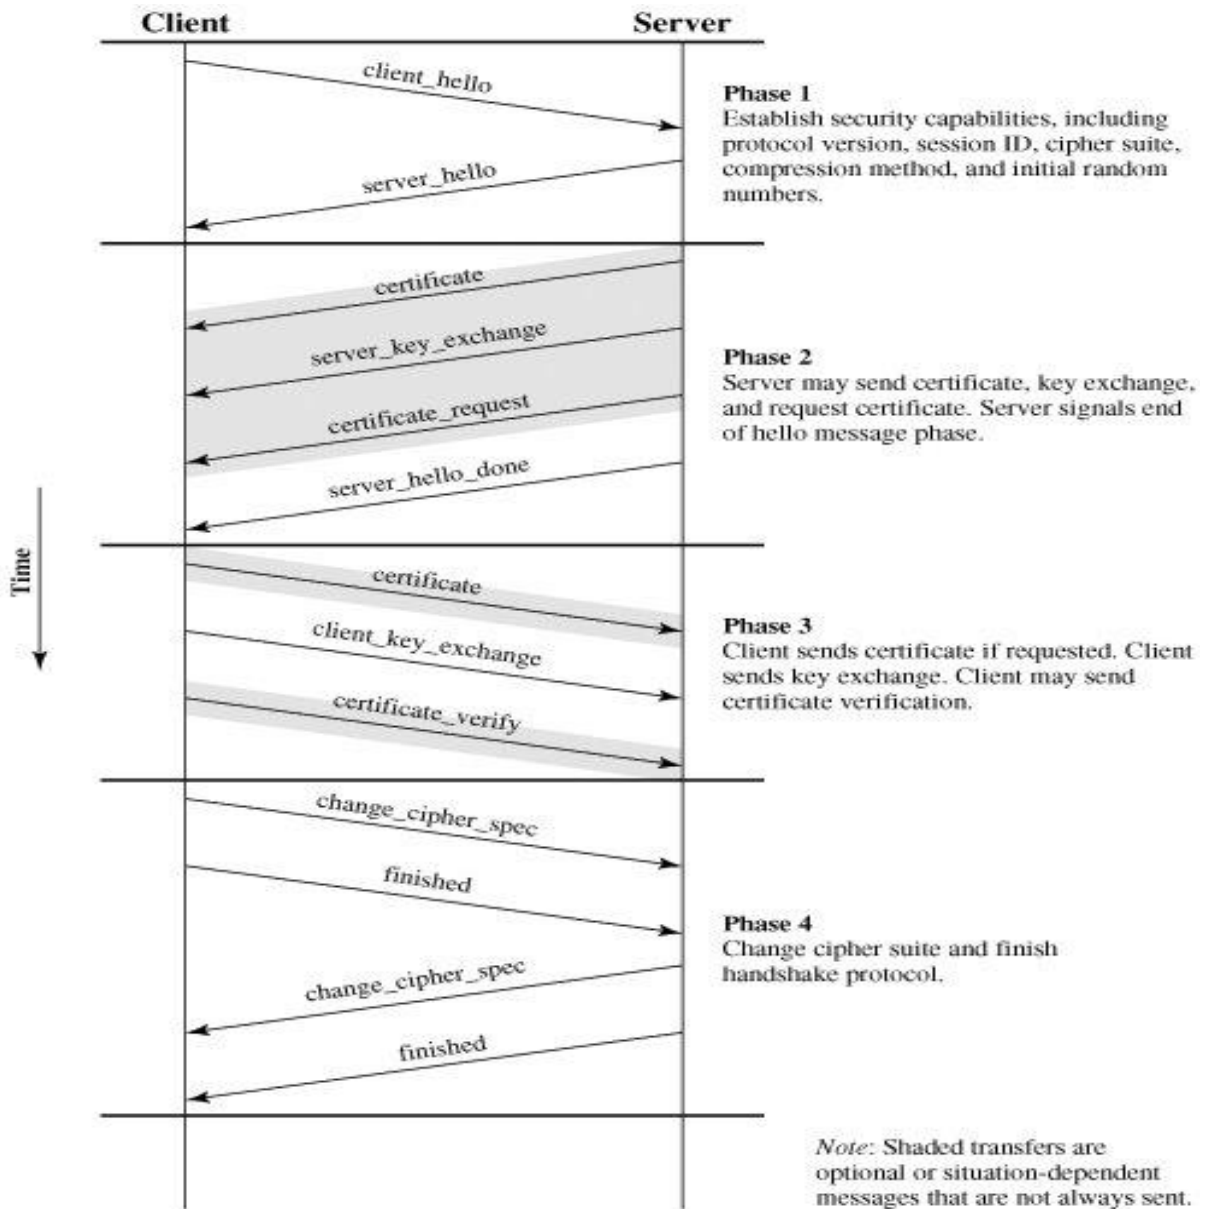 Client
Server
client_hello
server_hello
Phase 1
Establish security capabilities, including
protocol version, session ID, cipher suite,
compression method, and initial random
numbers.
certificate
server_key_exchange
certificate_request
server_hello_done
Phase 2
Server may send certificate, key exchange,
and request certificate. Server signals end
of hello message phase.
Time
certificate
client_key_exchange
certificate_verify
Phase 3
Client sends certificate if requested. Client
sends key exchange. Client may send
certificate verification.
change_cipher_spec
finished
change_cipher_spec
finished
Phase 4
Change cipher suite and finish
handshake protocol.
Note: Shaded transfers are
optional or situation-dependent
messages that are not always sent.